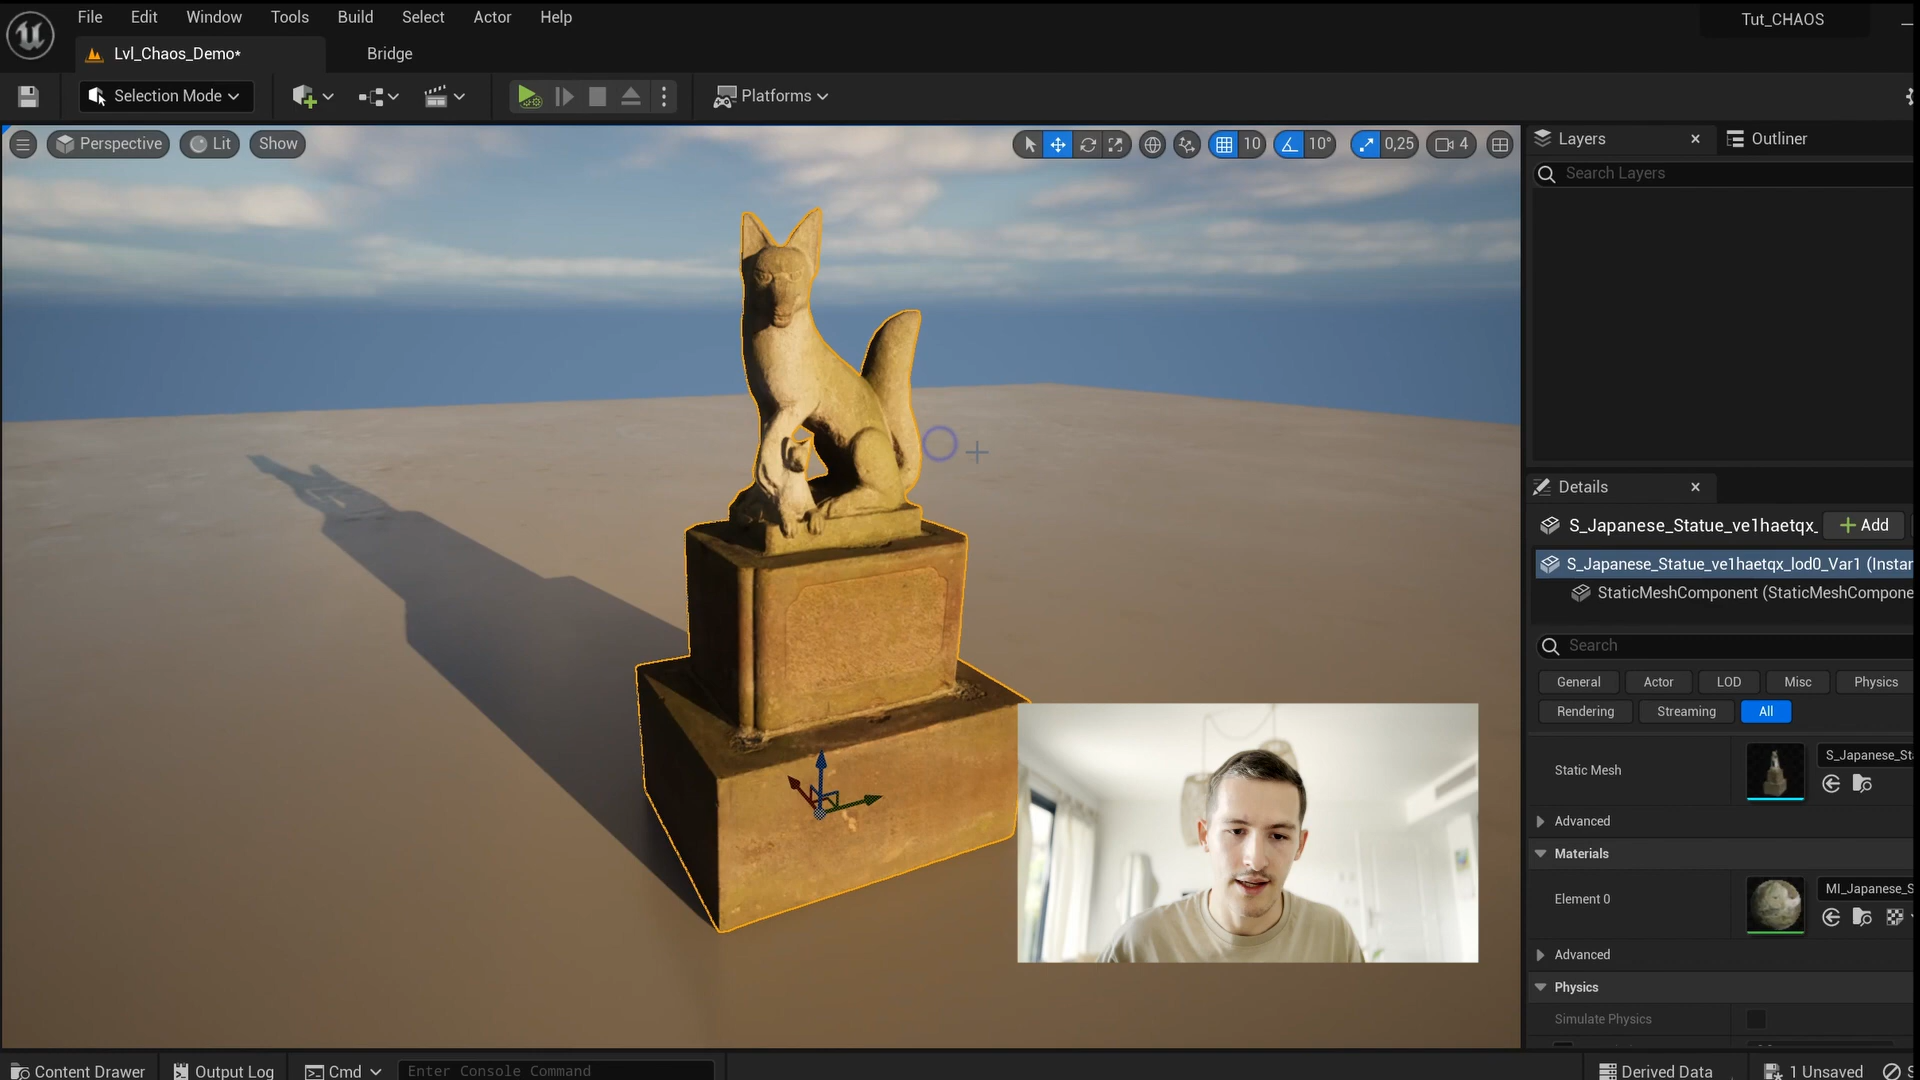 File Edit Window Tools Build Select Actor Help
Tut_CHAOS
Lvl_Chaos_Demo*
Bridge
Selection Mode
Platforms
Perspective
Lit
Show
10
10°
0,25
4
Layers
Outliner
Search Layers
Details
S_Japanese_Statue_ve1haetqx_
Add
S_Japanese_Statue_ve1haetqx_lod0_Var1 (Instan
StaticMeshComponent (StaticMeshCompone
Search
General
Actor
LOD
Misc
Physics
Rendering
Streaming
All
Static Mesh
S_Japanese_St
Advanced
Materials
Element 0
MI_Japanese_S
Advanced
Physics
Simulate Physics
Content Drawer
Output Log
Cmd
Enter Console Command
Derived Data
1 Unsaved